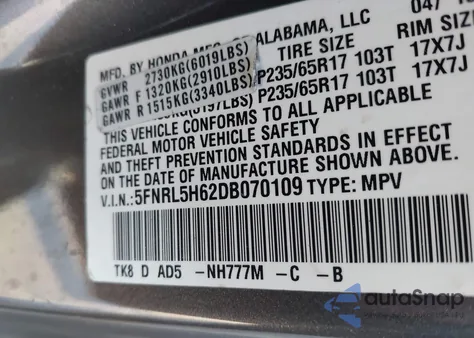 047
MFD. BY HONDA MFG. OF ALABAMA, LLC
TIRE SIZE RIM SIZ
GVWR 2730KG(6019LBS)
GAWR F 1320KG(2910LBS) P235/65R17 103T 17X7J
GAWR R 1515KG(3340LBS) P235/65R17 103T 17X7J
THIS VEHICLE CONFORMS TO ALL APPLICABLE
FEDERAL MOTOR VEHICLE SAFETY
AND THEFT PREVENTION STANDARDS IN EFFECT
ON THE DATE OF MANUFACTURE SHOWN ABOVE.
V.I.N.: 5FNRL5H62DB070109 TYPE: MPV
TK8 D AD5 -NH777M -C -B
autoSnap